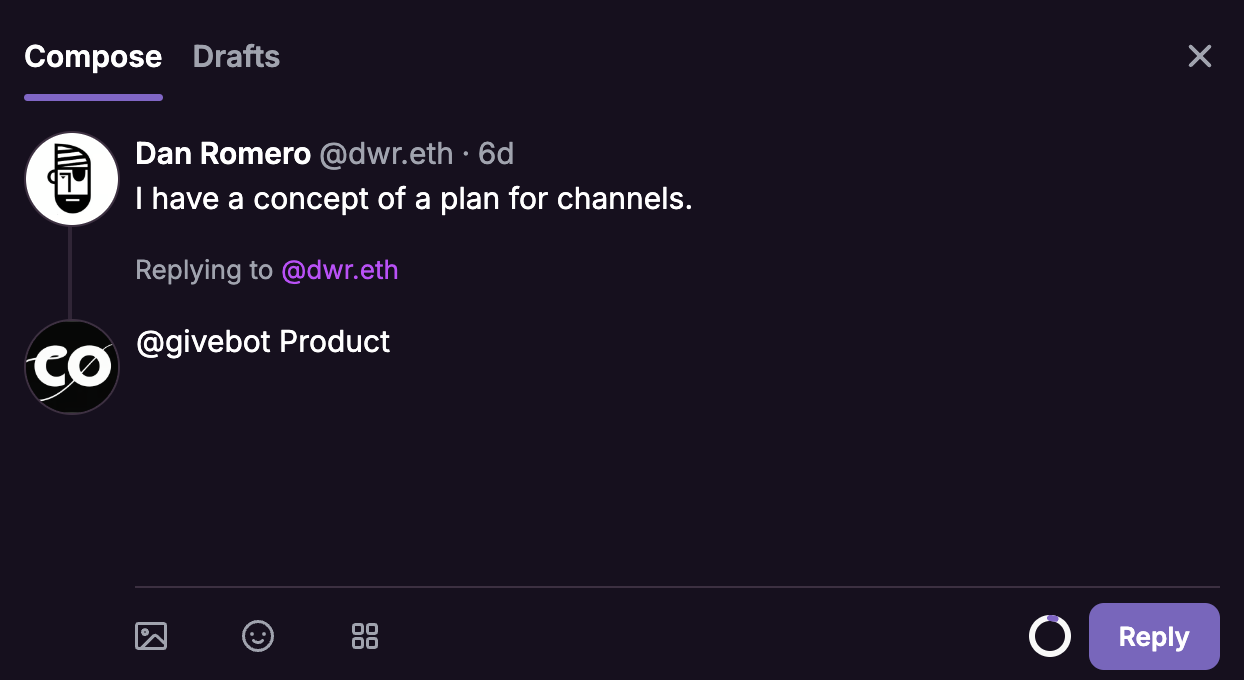 Compose Drafts
Dan Romero @dwr.eth · 6d
I have a concept of a plan for channels.
Replying to @dwr.eth
co
@givebot Product
Reply